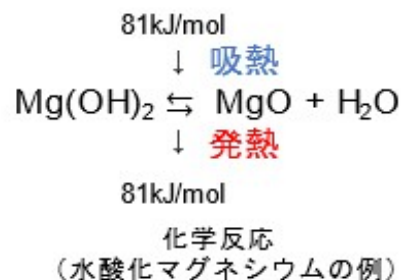 81kJ/mol
↓ 吸熱
Mg(OH)₂ ⇆ MgO + H₂O
↓ 発熱
81kJ/mol
化学反応
（水酸化マグネシウムの例）